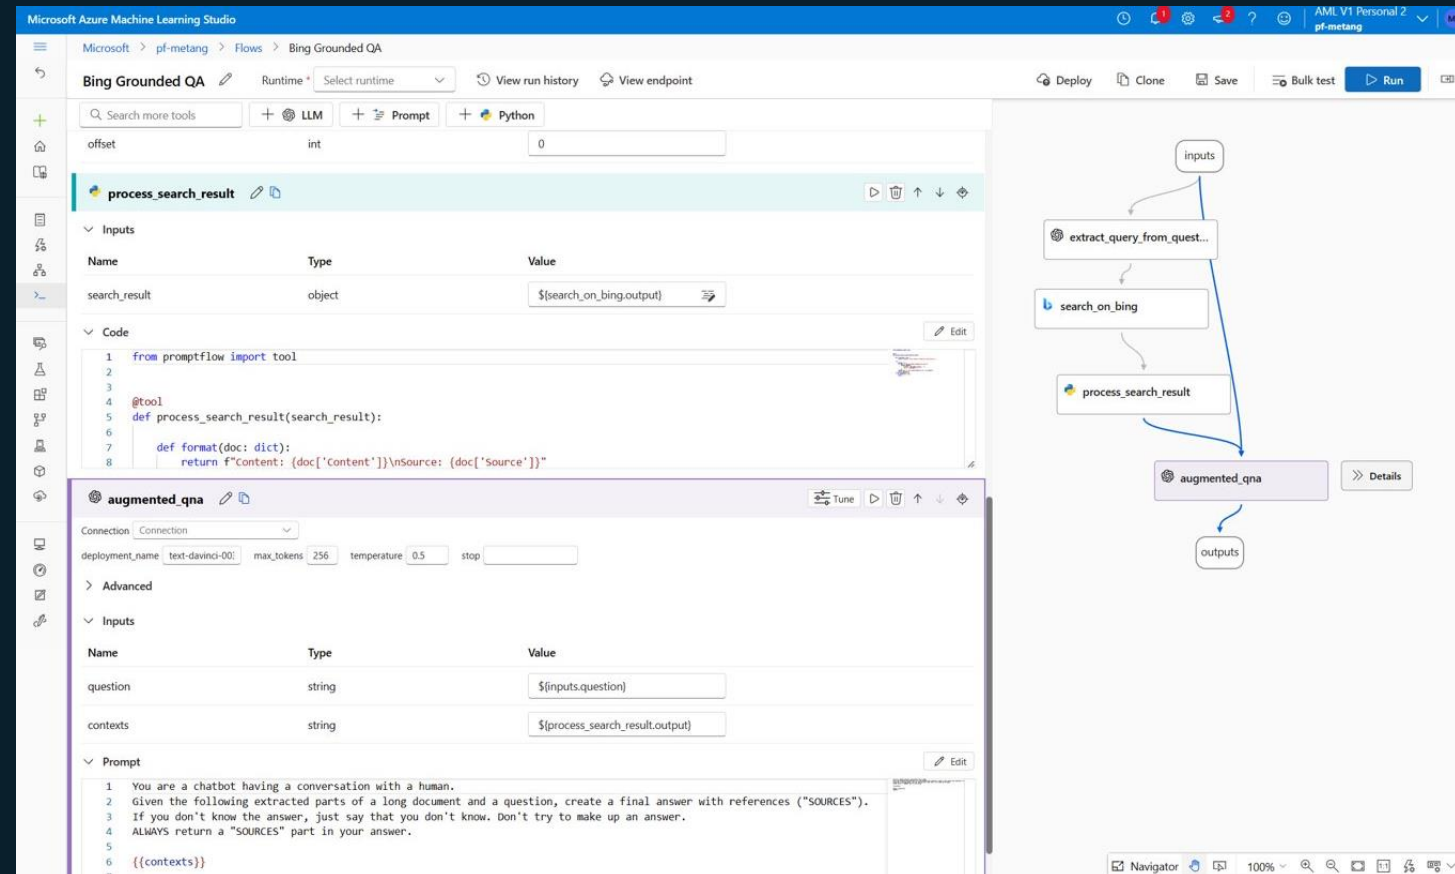 Microsoft Azure Machine Learning Studio
1
2
?
AML V1 Personal 2
pf-metang
Microsoft > pf-metang > Flows > Bing Grounded QA
Bing Grounded QA
Runtime * Select runtime
View run history
View endpoint
Deploy
Clone
Save
Bulk test
Run
Search more tools
+ LLM
+ Prompt
+ Python
offset int 0
process_search_result
Inputs
Name Type Value
search_result object ${search_on_bing.output}
Code
Edit
1 from promptflow import tool
2
3
4 @tool
5 def process_search_result(search_result):
6
7 def format(doc: dict):
8 return f"Content: {doc['Content']}\nSource: {doc['Source']}"
augmented_qna
Tune
Connection Connection
deployment_name text-davinci-00 max_tokens 256 temperature 0.5 stop
Advanced
Inputs
Name Type Value
question string ${inputs.question}
contexts string ${process_search_result.output}
Prompt
Edit
1 You are a chatbot having a conversation with a human.
2 Given the following extracted parts of a long document and a question, create a final answer with references ("SOURCES").
3 If you don't know the answer, just say that you don't know. Don't try to make up an answer.
4 ALWAYS return a "SOURCES" part in your answer.
5
6 {{contexts}}
inputs
extract_query_from_quest...
search_on_bing
process_search_result
augmented_qna
Details
outputs
Navigator
100%
1:1